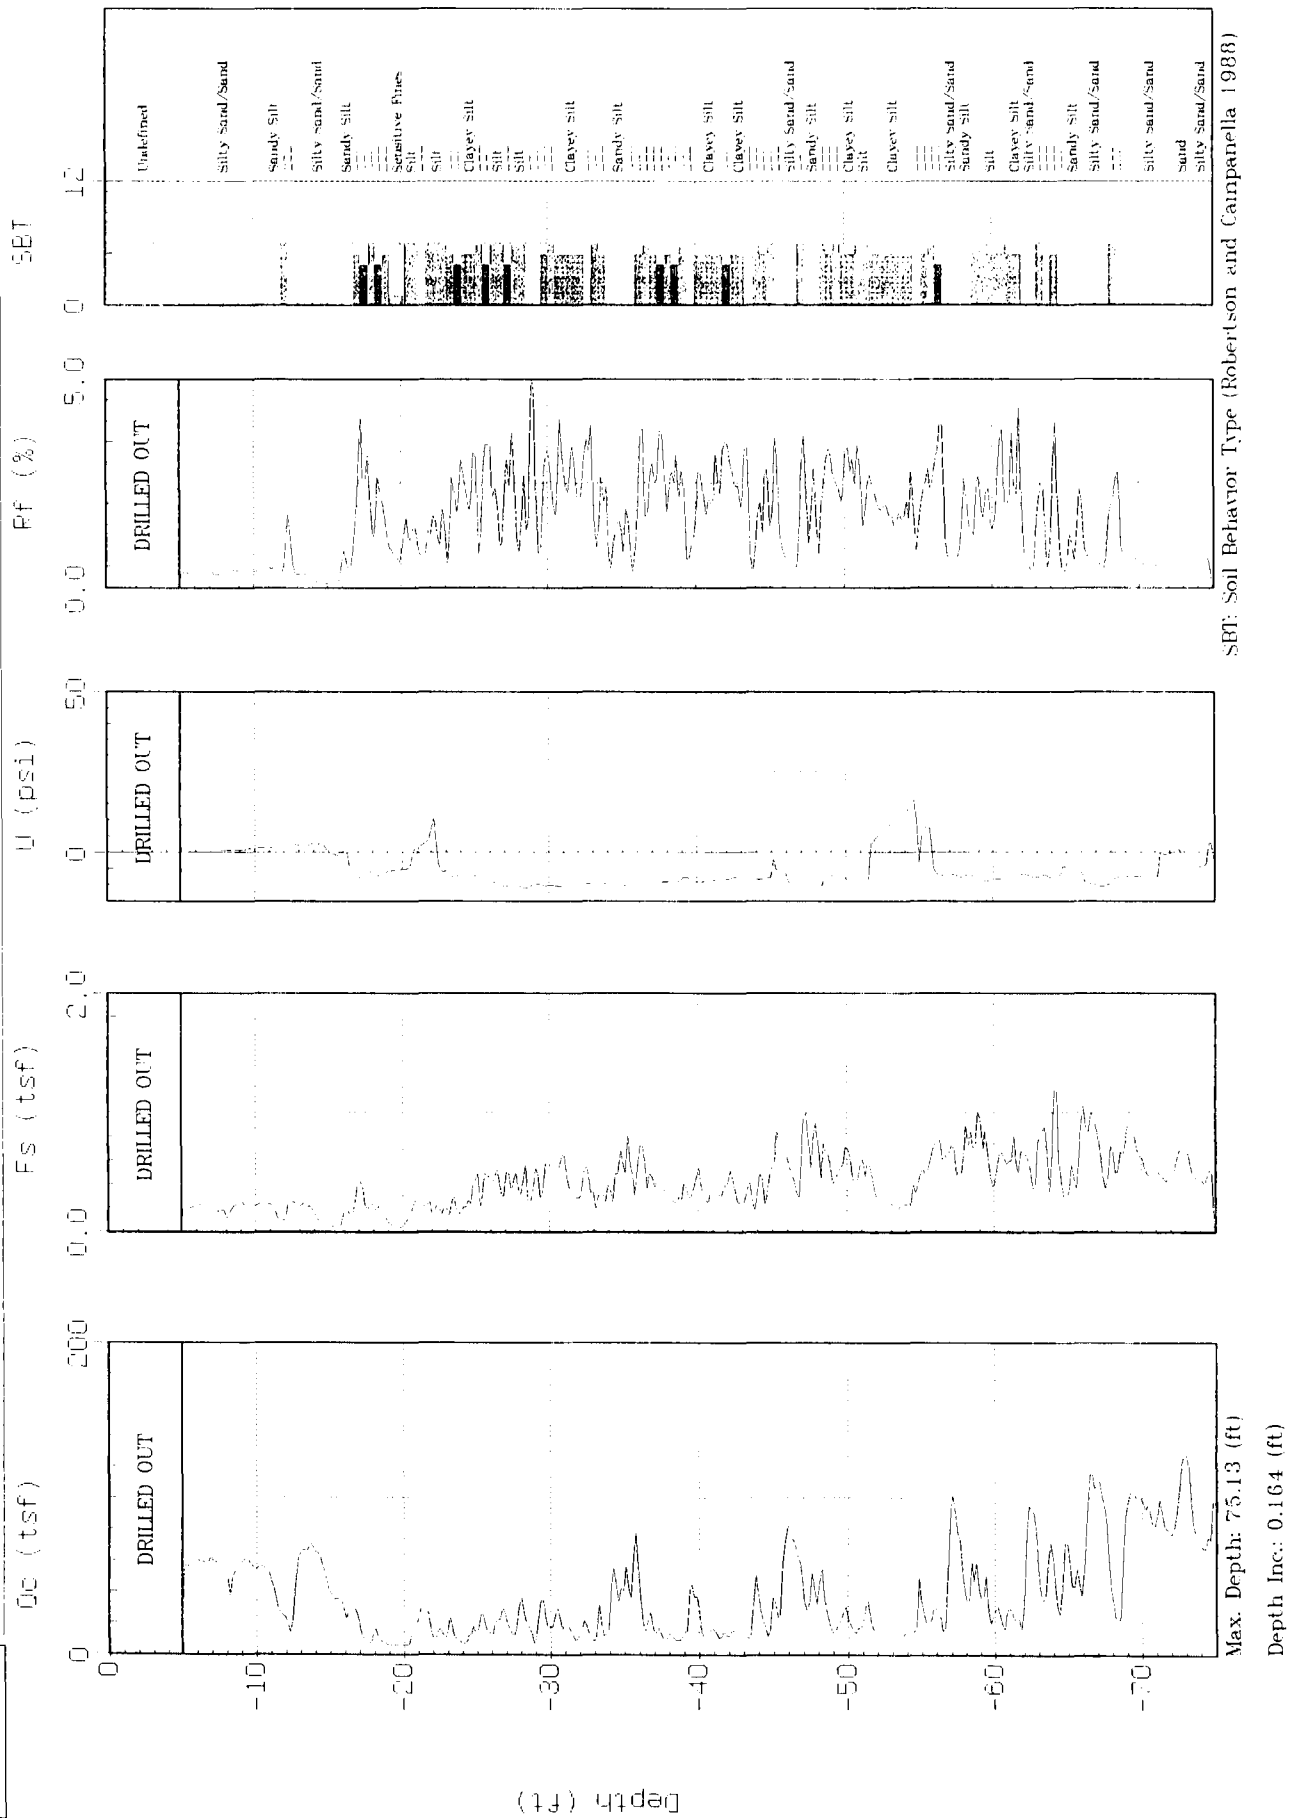 Qc (tsf)
0
200
Fs (tsf)
0.0
2.0
U (psi)
0
50
Rf (%)
0.0
5.0
SBT
0
12
Depth (ft)
0
-10
-20
-30
-40
-50
-60
-70
DRILLED OUT
DRILLED OUT
DRILLED OUT
DRILLED OUT
Undefined
Silty Sand/Sand
Sandy Silt
Silty Sand/Sand
Sandy Silt
Sensitive Fines
Silt
Silt
Clayey Silt
Silt
Silt
Clayey Silt
Sandy Silt
Clayey Silt
Clayey Silt
Silty Sand/Sand
Sandy Silt
Clayey Silt
Silt
Clayey Silt
Silty Sand/Sand
Sandy Silt
Silt
Clayey Silt
Silty Sand/Sand
Sandy Silt
Silty Sand/Sand
Silty Sand/Sand
Sand
Silty Sand/Sand
Max. Depth: 75.13 (ft)
Depth Inc.: 0.164 (ft)
SBT: Soil Behavior Type (Robertson and Campanella 1988)